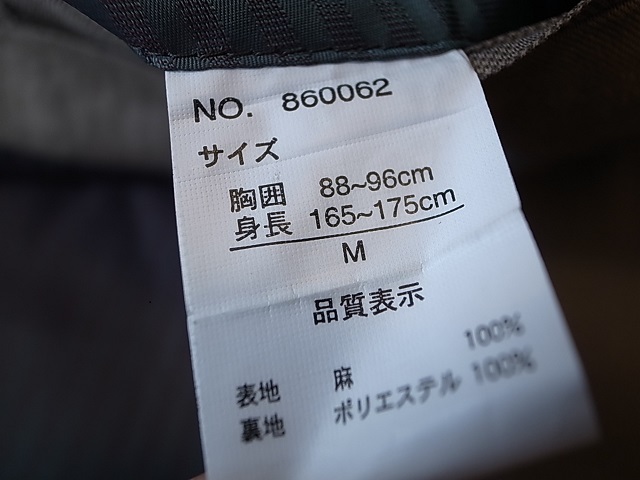 NO. 860062
サイズ
胸囲 88~96cm
身長 165~175cm
M
品質表示
表地 麻 100%
裏地 ポリエステル 100%